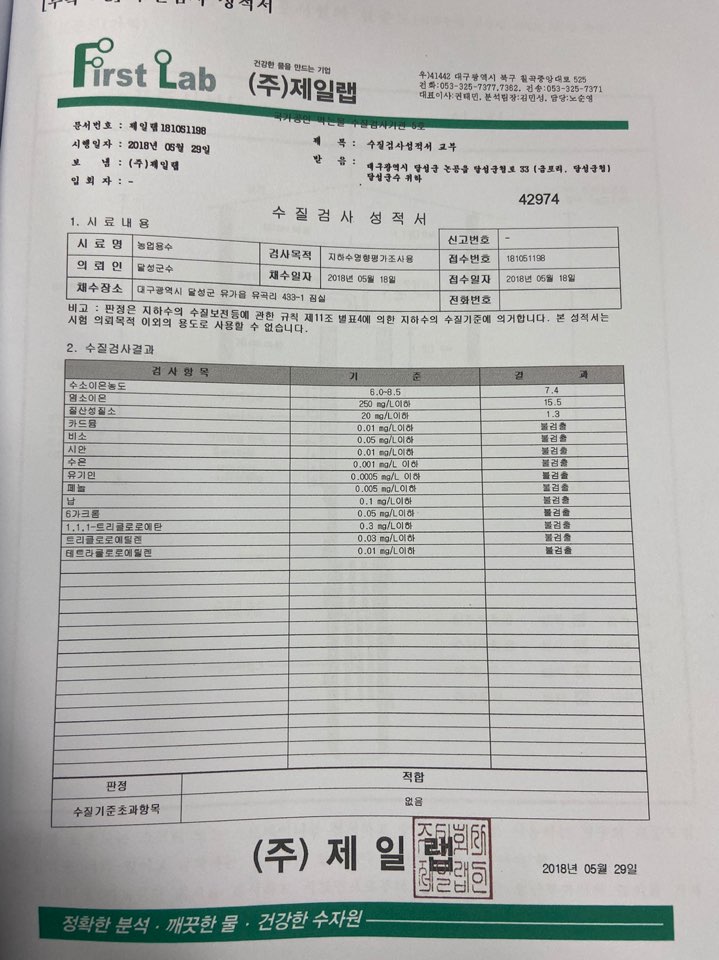 수질검사 성적서
First Lab
건강한 물을 만드는 기업
(주)제일랩
우)41442 대구광역시 북구 칠곡중앙대로 525
전화:053-325-7377,7362, 전송:053-325-7371
대표이사:권태민, 분석팀장:김민성, 담당:노순영
국가공인 먹는물 수질검사기관 5호
문서번호 : 제일랩181051198
시행일자 : 2018년 05월 29일
보 냄 : (주)제일랩
입회자 : -
제 목 : 수질검사성적서 교부
받 음 : 대구광역시 달성군 논공읍 달성군청로 33 (금포리, 달성군청)
달성군수 귀하
42974
수 질 검 사 성 적 서
1. 시 료 내 용
신고번호 -
시 료 명 농업용수 검사목적 지하수영향평가조사용 접수번호 181051198
의 뢰 인 달성군수 채수일자 2018년 05월 18일 접수일자 2018년 05월 18일
채수장소 대구광역시 달성군 유가읍 유곡리 433-1 잠실 전화번호
비고 : 판정은 지하수의 수질보전등에 관한 규칙 제11조 별표4에 의한 지하수의 수질기준에 의거합니다. 본 성적서는
시험 의뢰목적 이외의 용도로 사용할 수 없습니다.
2. 수질검사결과
검 사 항 목 기 준 결 과
수소이온농도 6.0-8.5 7.4
염소이온 250 mg/L이하 15.5
질산성질소 20 mg/L이하 1.3
카드뮴 0.01 mg/L이하 불검출
비소 0.05 mg/L이하 불검출
시안 0.01 mg/L이하 불검출
수은 0.001 mg/L 이하 불검출
유기인 0.0005 mg/L 이하 불검출
페놀 0.005 mg/L이하 불검출
납 0.1 mg/L이하 불검출
6가크롬 0.05 mg/L이하 불검출
1,1,1-트리클로로에탄 0.3 mg/L이하 불검출
트리클로로에틸렌 0.03 mg/L이하 불검출
테트라클로로에틸렌 0.01 mg/L이하 불검출
판정 적합
수질기준초과항목 없음
(주) 제 일 랩
2018년 05월 29일
정확한 분석 · 깨끗한 물 · 건강한 수자원